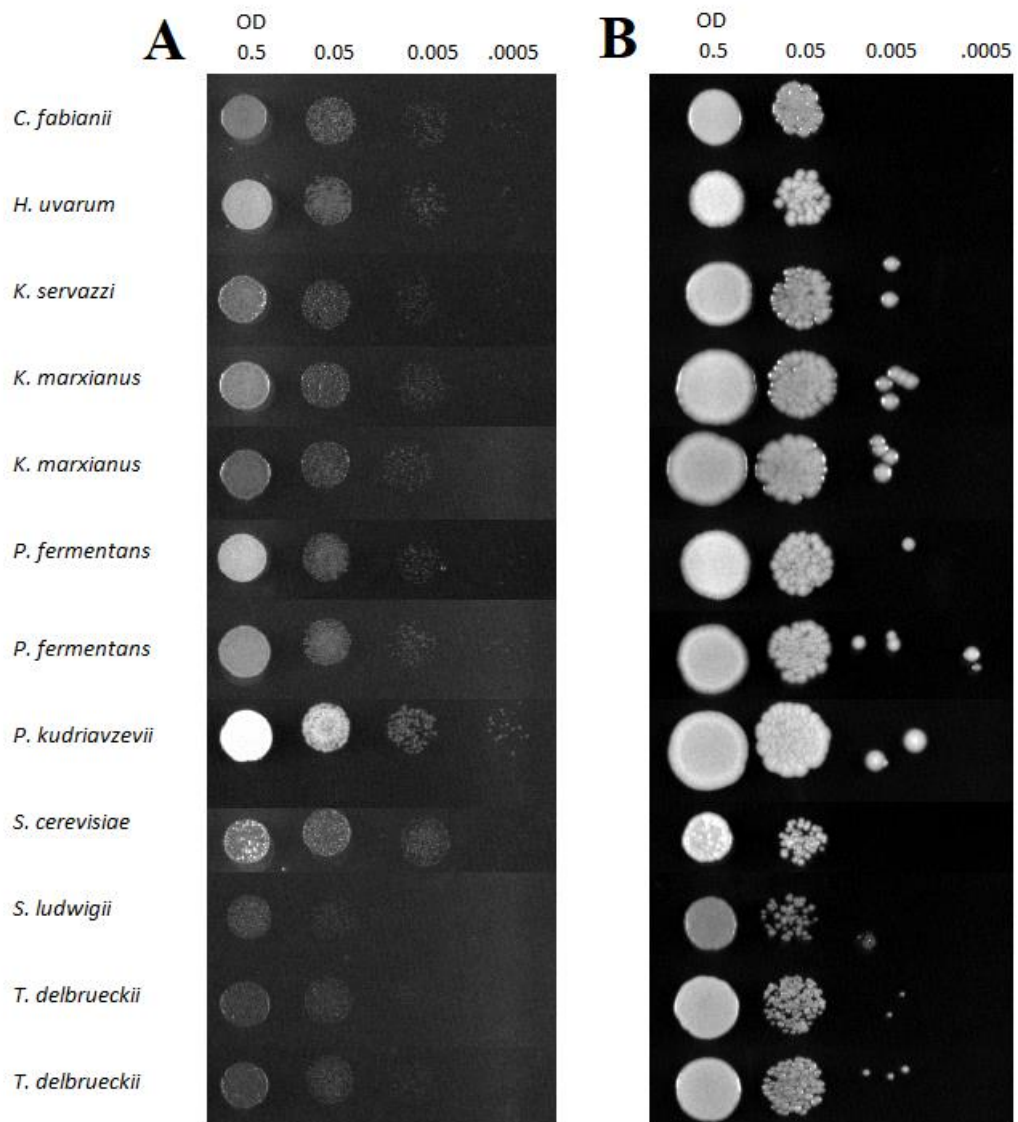 A OD B OD
0.5 0.05 0.005 .0005 0.5 0.05 0.005 .0005
C. fabianii
H. uvarum
K. servazzi
K. marxianus
K. marxianus
P. fermentans
P. fermentans
P. kudriavzevii
S. cerevisiae
S. ludwigii
T. delbrueckii
T. delbrueckii